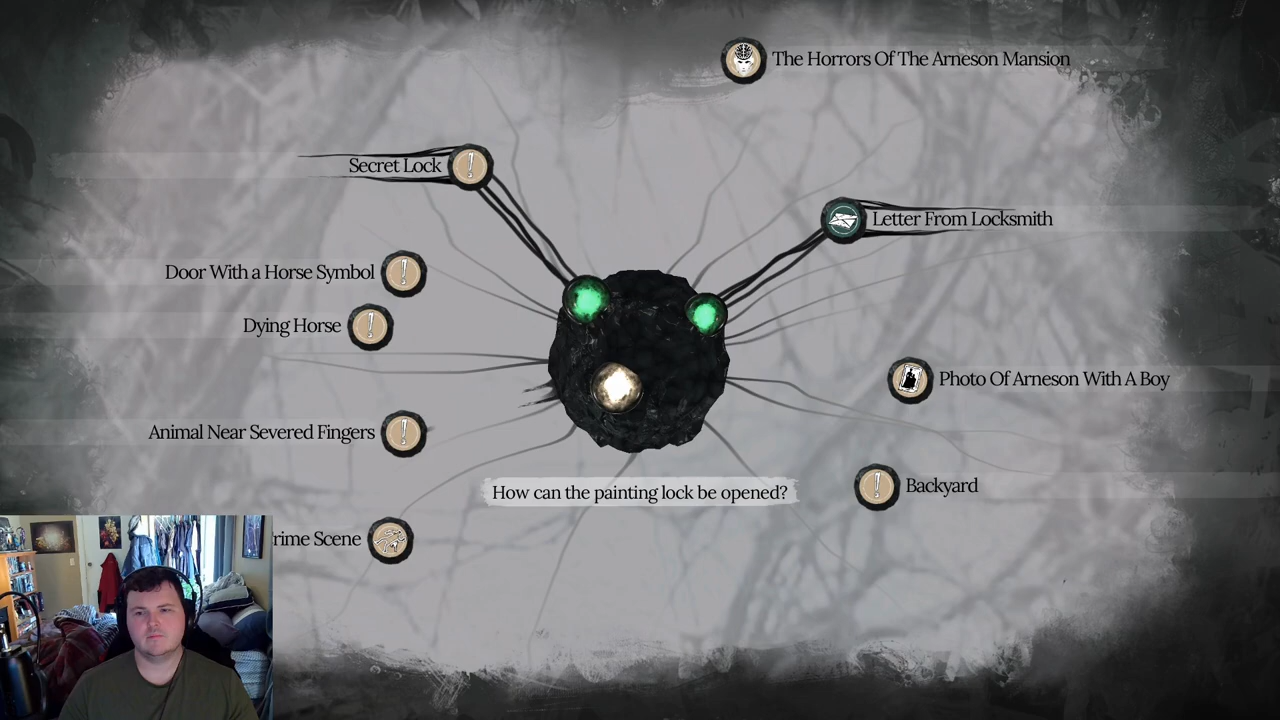 The Horrors Of The Arneson Mansion
Secret Lock
Letter From Locksmith
Door With a Horse Symbol
Dying Horse
Photo Of Arneson With A Boy
Animal Near Severed Fingers
Backyard
How can the painting lock be opened?
Scene